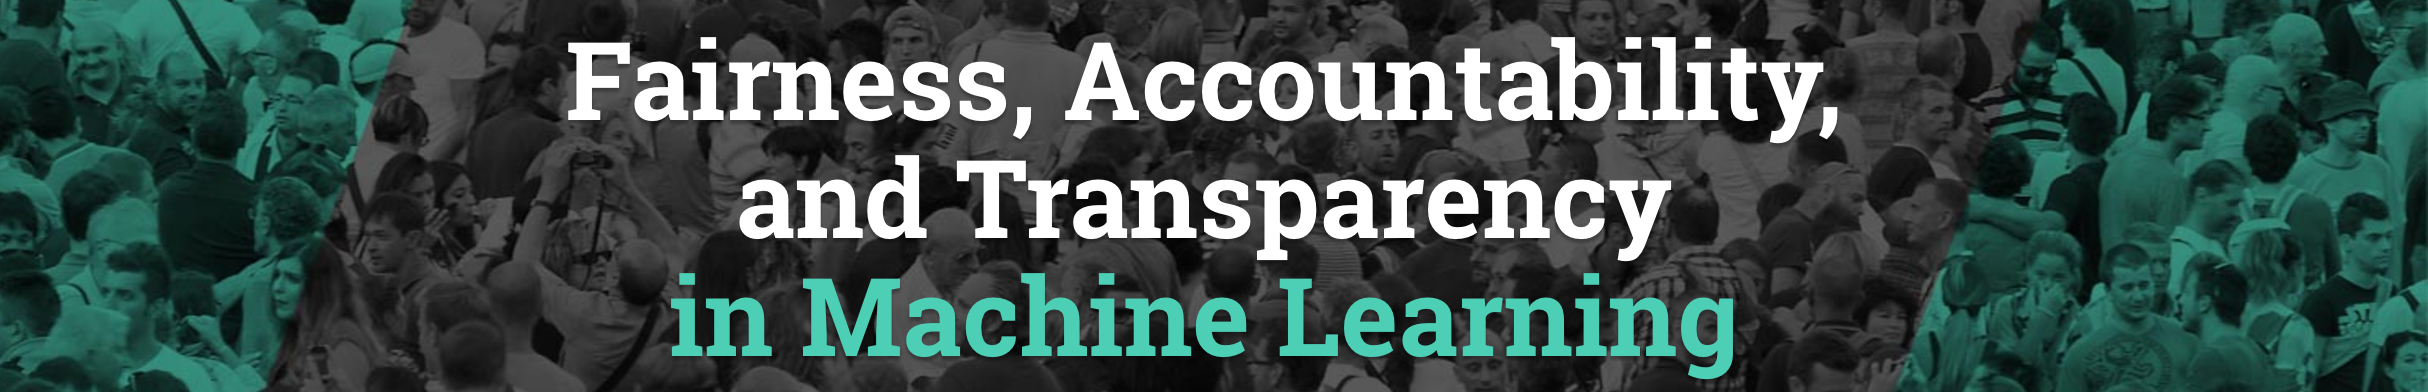 Fairness, Accountability,
and Transparency
in Machine Learning